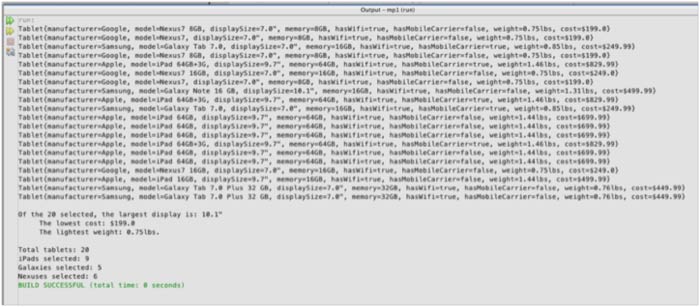 Output - mp1 (run)
run:
Tablet{manufacturer=Google, model=Nexus7 8GB, displaySize=7.0", memory=8GB, hasWifi=true, hasMobileCarrier=false, weight=0.75lbs, cost=$199.0}
Tablet{manufacturer=Google, model=Nexus7, displaySize=7.0", memory=8GB, hasWifi=true, hasMobileCarrier=false, weight=0.75lbs, cost=$199.0}
Tablet{manufacturer=Samsung, model=Galaxy Tab 7.0, displaySize=7.0", memory=16GB, hasWifi=true, hasMobileCarrier=true, weight=0.85lbs, cost=$249.99}
Tablet{manufacturer=Google, model=Nexus7 8GB, displaySize=7.0", memory=8GB, hasWifi=true, hasMobileCarrier=false, weight=0.75lbs, cost=$199.0}
Tablet{manufacturer=Apple, model=iPad 64GB+3G, displaySize=9.7", memory=64GB, hasWifi=true, hasMobileCarrier=true, weight=1.46lbs, cost=$829.99}
Tablet{manufacturer=Google, model=Nexus7 16GB, displaySize=7.0", memory=16GB, hasWifi=true, hasMobileCarrier=false, weight=0.75lbs, cost=$249.0}
Tablet{manufacturer=Google, model=Nexus7, displaySize=7.0", memory=8GB, hasWifi=true, hasMobileCarrier=false, weight=0.75lbs, cost=$199.0}
Tablet{manufacturer=Samsung, model=Galaxy Note 16 GB, displaySize=10.1", memory=16GB, hasWifi=true, hasMobileCarrier=false, weight=1.31lbs, cost=$499.99}
Tablet{manufacturer=Apple, model=iPad 64GB+3G, displaySize=9.7", memory=64GB, hasWifi=true, hasMobileCarrier=true, weight=1.46lbs, cost=$829.99}
Tablet{manufacturer=Samsung, model=Galaxy Tab 7.0, displaySize=7.0", memory=16GB, hasWifi=true, hasMobileCarrier=true, weight=0.85lbs, cost=$249.99}
Tablet{manufacturer=Apple, model=iPad 64GB, displaySize=9.7", memory=64GB, hasWifi=true, hasMobileCarrier=false, weight=1.44lbs, cost=$699.99}
Tablet{manufacturer=Apple, model=iPad 64GB, displaySize=9.7", memory=64GB, hasWifi=true, hasMobileCarrier=false, weight=1.44lbs, cost=$699.99}
Tablet{manufacturer=Apple, model=iPad 64GB, displaySize=9.7", memory=64GB, hasWifi=true, hasMobileCarrier=false, weight=1.44lbs, cost=$699.99}
Tablet{manufacturer=Apple, model=iPad 64GB+3G, displaySize=9.7", memory=64GB, hasWifi=true, hasMobileCarrier=true, weight=1.46lbs, cost=$829.99}
Tablet{manufacturer=Apple, model=iPad 64GB, displaySize=9.7", memory=64GB, hasWifi=true, hasMobileCarrier=false, weight=1.44lbs, cost=$699.99}
Tablet{manufacturer=Apple, model=iPad 64GB, displaySize=9.7", memory=64GB, hasWifi=true, hasMobileCarrier=false, weight=1.44lbs, cost=$699.99}
Tablet{manufacturer=Google, model=Nexus7 16GB, displaySize=7.0", memory=16GB, hasWifi=true, hasMobileCarrier=false, weight=0.75lbs, cost=$249.0}
Tablet{manufacturer=Apple, model=iPad 16GB, displaySize=9.7", memory=16GB, hasWifi=true, hasMobileCarrier=false, weight=1.44lbs, cost=$499.99}
Tablet{manufacturer=Samsung, model=Galaxy Tab 7.0 Plus 32 GB, displaySize=7.0", memory=32GB, hasWifi=true, hasMobileCarrier=false, weight=0.76lbs, cost=$449.99}
Tablet{manufacturer=Samsung, model=Galaxy Tab 7.0 Plus 32 GB, displaySize=7.0", memory=32GB, hasWifi=true, hasMobileCarrier=false, weight=0.76lbs, cost=$449.99}
Of the 20 selected, the largest display is: 10.1"
The lowest cost: $199.0
The lightest weight: 0.75lbs.
Total tablets: 20
iPads selected: 9
Galaxies selected: 5
Nexuses selected: 6
BUILD SUCCESSFUL (total time: 0 seconds)